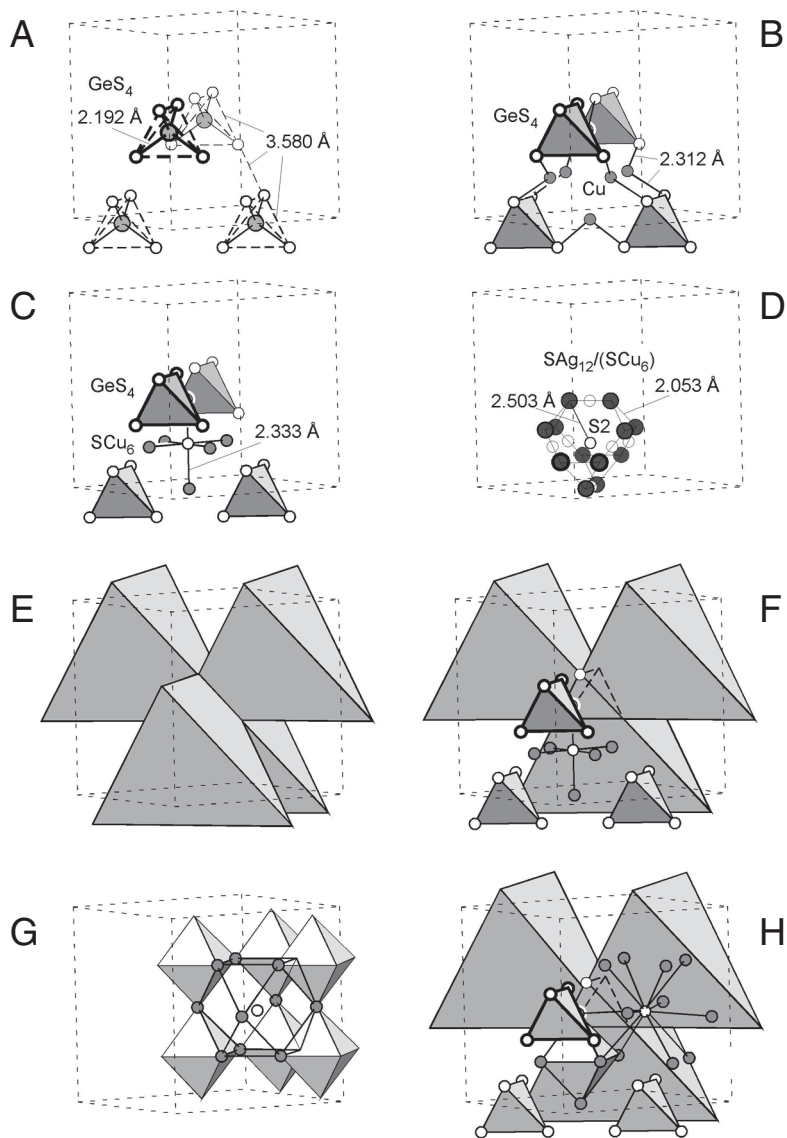 A
GeS4
2.192 Å
3.580 Å
B
GeS4
Cu
2.312 Å
C
GeS4
SCu6
2.333 Å
D
SAg12/(SCu6)
2.503 Å
2.053 Å
S2
E
F
G
H